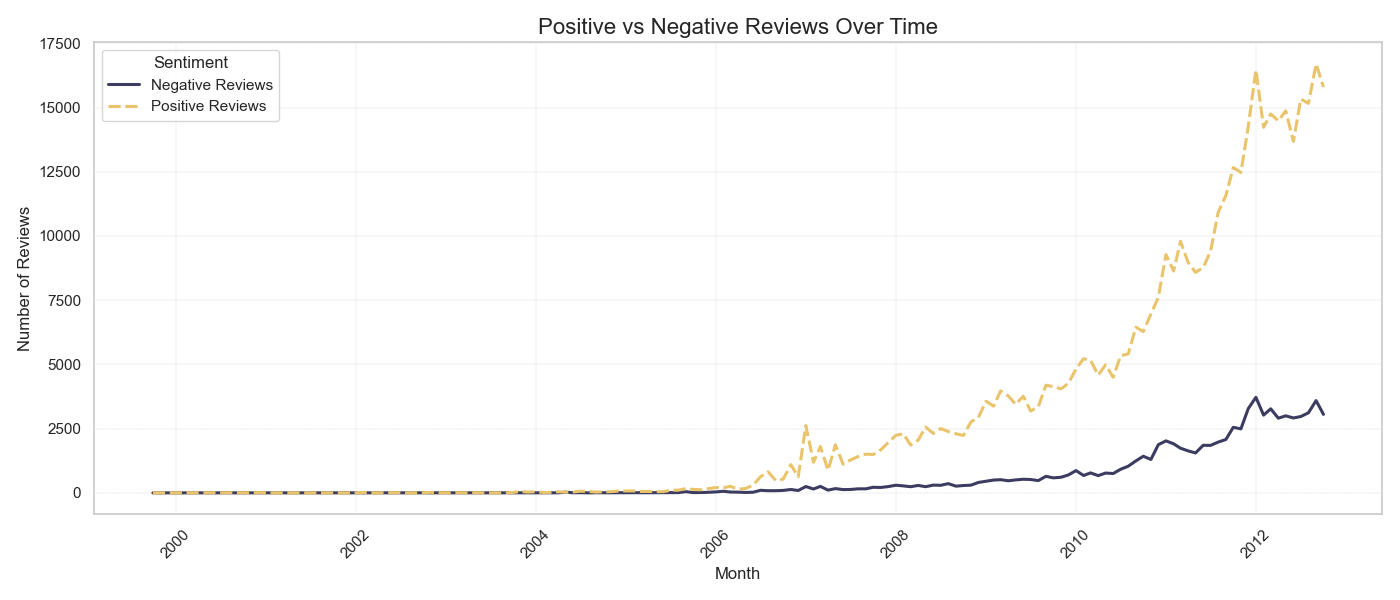 Positive vs Negative Reviews Over Time
Sentiment
Negative Reviews
Positive Reviews
Number of Reviews
17500
15000
12500
10000
7500
5000
2500
0
2000
2002
2004
2006
2008
2010
2012
Month